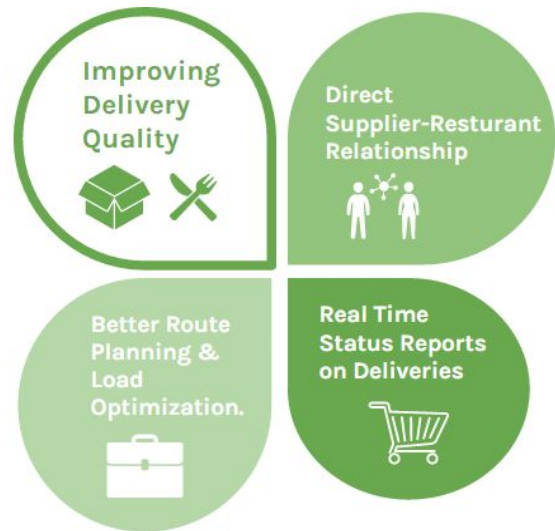 Improving
Delivery
Quality
Direct
Supplier-Resturant
Relationship
Better Route
Planning &
Load
Optimization.
Real Time
Status Reports
on Deliveries